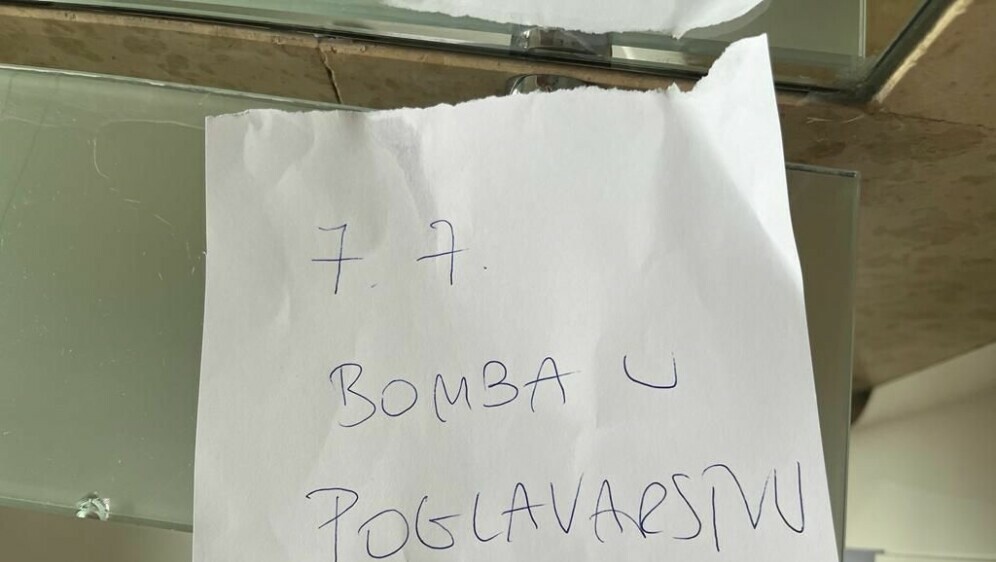 7. 7.
BOMBA U
POGLAVARSTVU